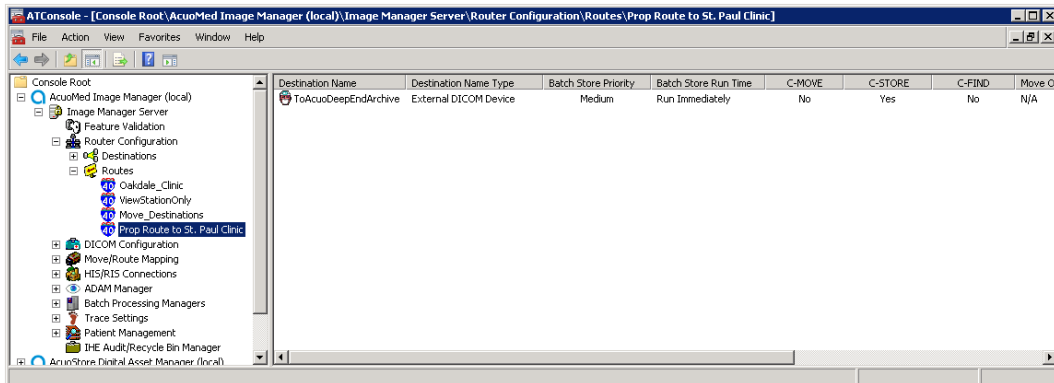 ATConsole - [Console Root\AcuoMed Image Manager (local)\Image Manager Server\Router Configuration\Routes\Prop Route to St. Paul Clinic]
File Action View Favorites Window Help
Console Root
AcuoMed Image Manager (local)
Image Manager Server
Feature Validation
Router Configuration
Destinations
Routes
40 Oakdale_Clinic
40 ViewStationOnly
40 Move_Destinations
40 Prop Route to St. Paul Clinic
DICOM Configuration
Move/Route Mapping
HIS/RIS Connections
ADAM Manager
Batch Processing Managers
Trace Settings
Patient Management
IHE Audit/Recycle Bin Manager
AcuoStore Digital Asset Manager (local)
Destination Name Destination Name Type Batch Store Priority Batch Store Run Time C-MOVE C-STORE C-FIND Move O
ToAcuoDeepEndArchive External DICOM Device Medium Run Immediately No Yes No N/A